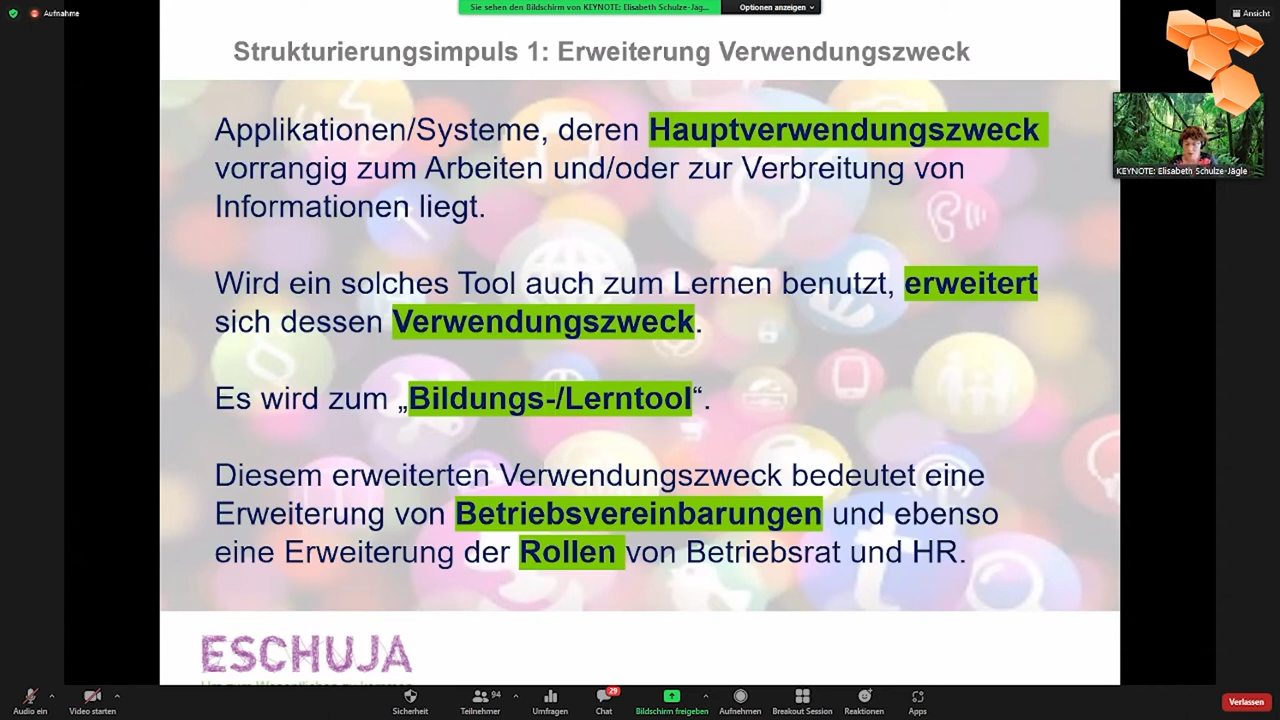 Aufnahme
Sie sehen den Bildschirm von KEYNOTE: Elisabeth Schulze-Jäg...
Optionen anzeigen
Ansicht
Strukturierungsimpuls 1: Erweiterung Verwendungszweck
Applikationen/Systeme, deren Hauptverwendungszweck
vorrangig zum Arbeiten und/oder zur Verbreitung von
Informationen liegt.
Wird ein solches Tool auch zum Lernen benutzt, erweitert
sich dessen Verwendungszweck.
Es wird zum „Bildungs-/Lerntool“.
Diesem erweiterten Verwendungszweck bedeutet eine
Erweiterung von Betriebsvereinbarungen und ebenso
eine Erweiterung der Rollen von Betriebsrat und HR.
KEYNOTE: Elisabeth Schulze-Jägle
ESCHUJA
Audio ein
Video starten
Sicherheit
94
Teilnehmer
Umfragen
29
Chat
Bildschirm freigeben
Aufnehmen
Breakout Session
Reaktionen
Apps
Verlassen